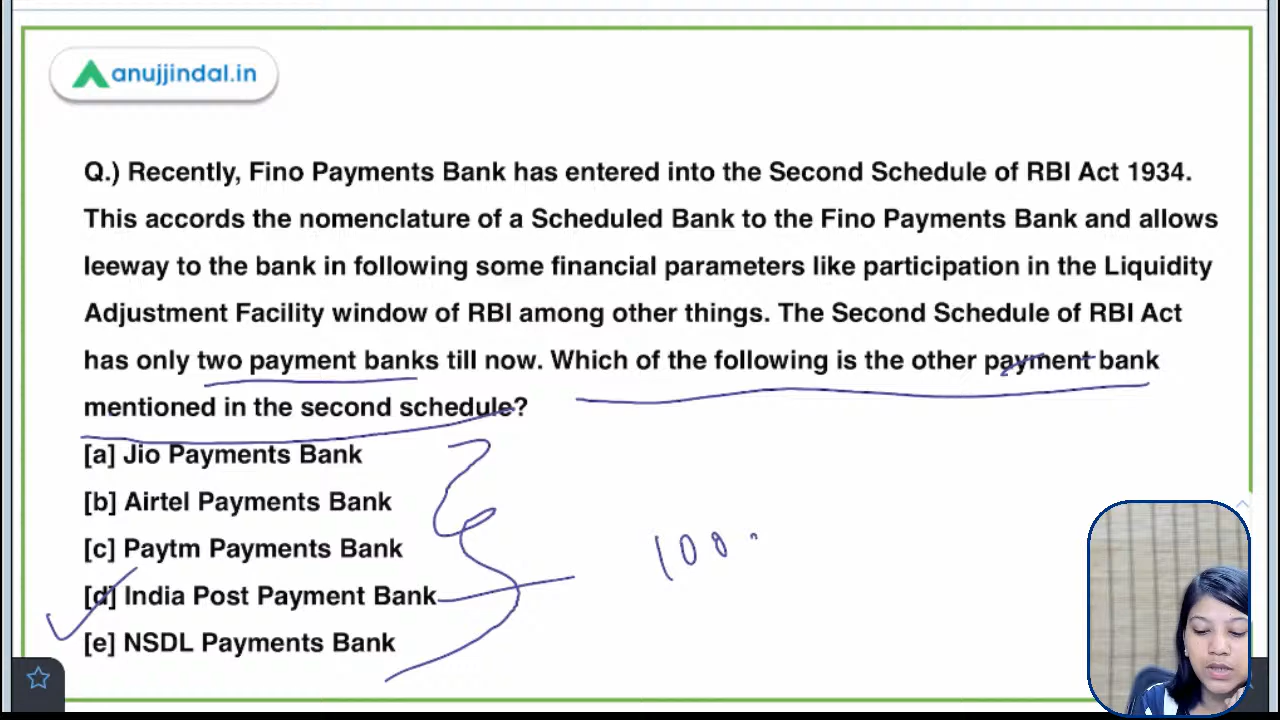 anujjindal.in
Q.) Recently, Fino Payments Bank has entered into the Second Schedule of RBI Act 1934.
This accords the nomenclature of a Scheduled Bank to the Fino Payments Bank and allows
leeway to the bank in following some financial parameters like participation in the Liquidity
Adjustment Facility window of RBI among other things. The Second Schedule of RBI Act
has only two payment banks till now. Which of the following is the other payment bank
mentioned in the second schedule?
[a] Jio Payments Bank
[b] Airtel Payments Bank
[c] Paytm Payments Bank
[d] India Post Payment Bank
[e] NSDL Payments Bank